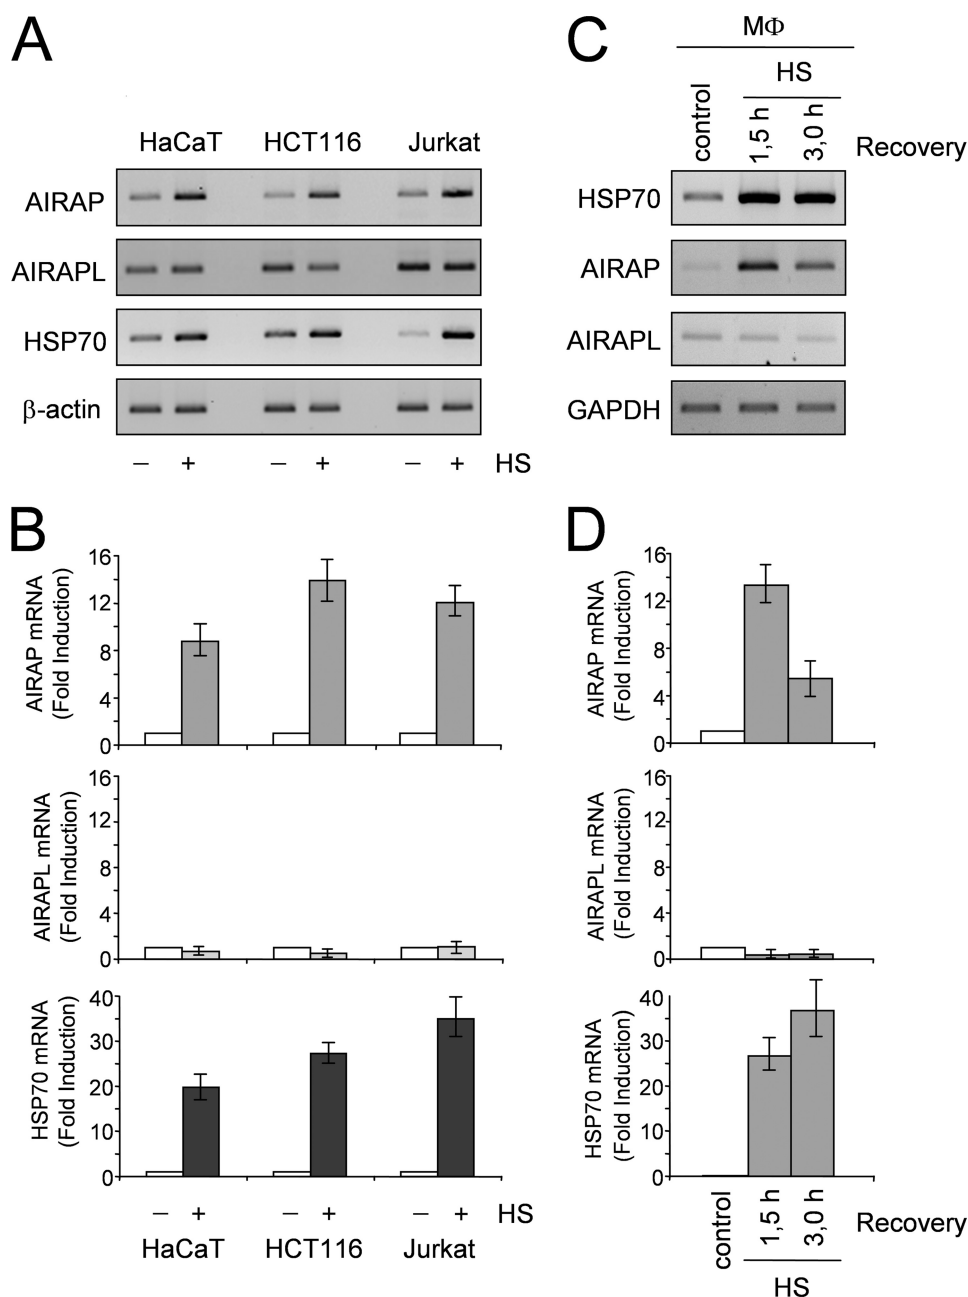 A
HaCaT HCT116 Jurkat
AIRAP
AIRAPL
HSP70
β-actin
– + – + – + HS
C
MΦ
HS
control 1,5 h 3,0 h Recovery
HSP70
AIRAP
AIRAPL
GAPDH
B
AIRAP mRNA
(Fold Induction)
16
12
8
4
0
AIRAPL mRNA
(Fold Induction)
16
12
8
4
0
HSP70 mRNA
(Fold Induction)
40
30
20
10
0
– + – + – + HS
HaCaT HCT116 Jurkat
D
AIRAP mRNA
(Fold Induction)
16
12
8
4
0
AIRAPL mRNA
(Fold Induction)
16
12
8
4
0
HSP70 mRNA
(Fold Induction)
40
30
20
10
0
control 1,5 h 3,0 h Recovery
HS